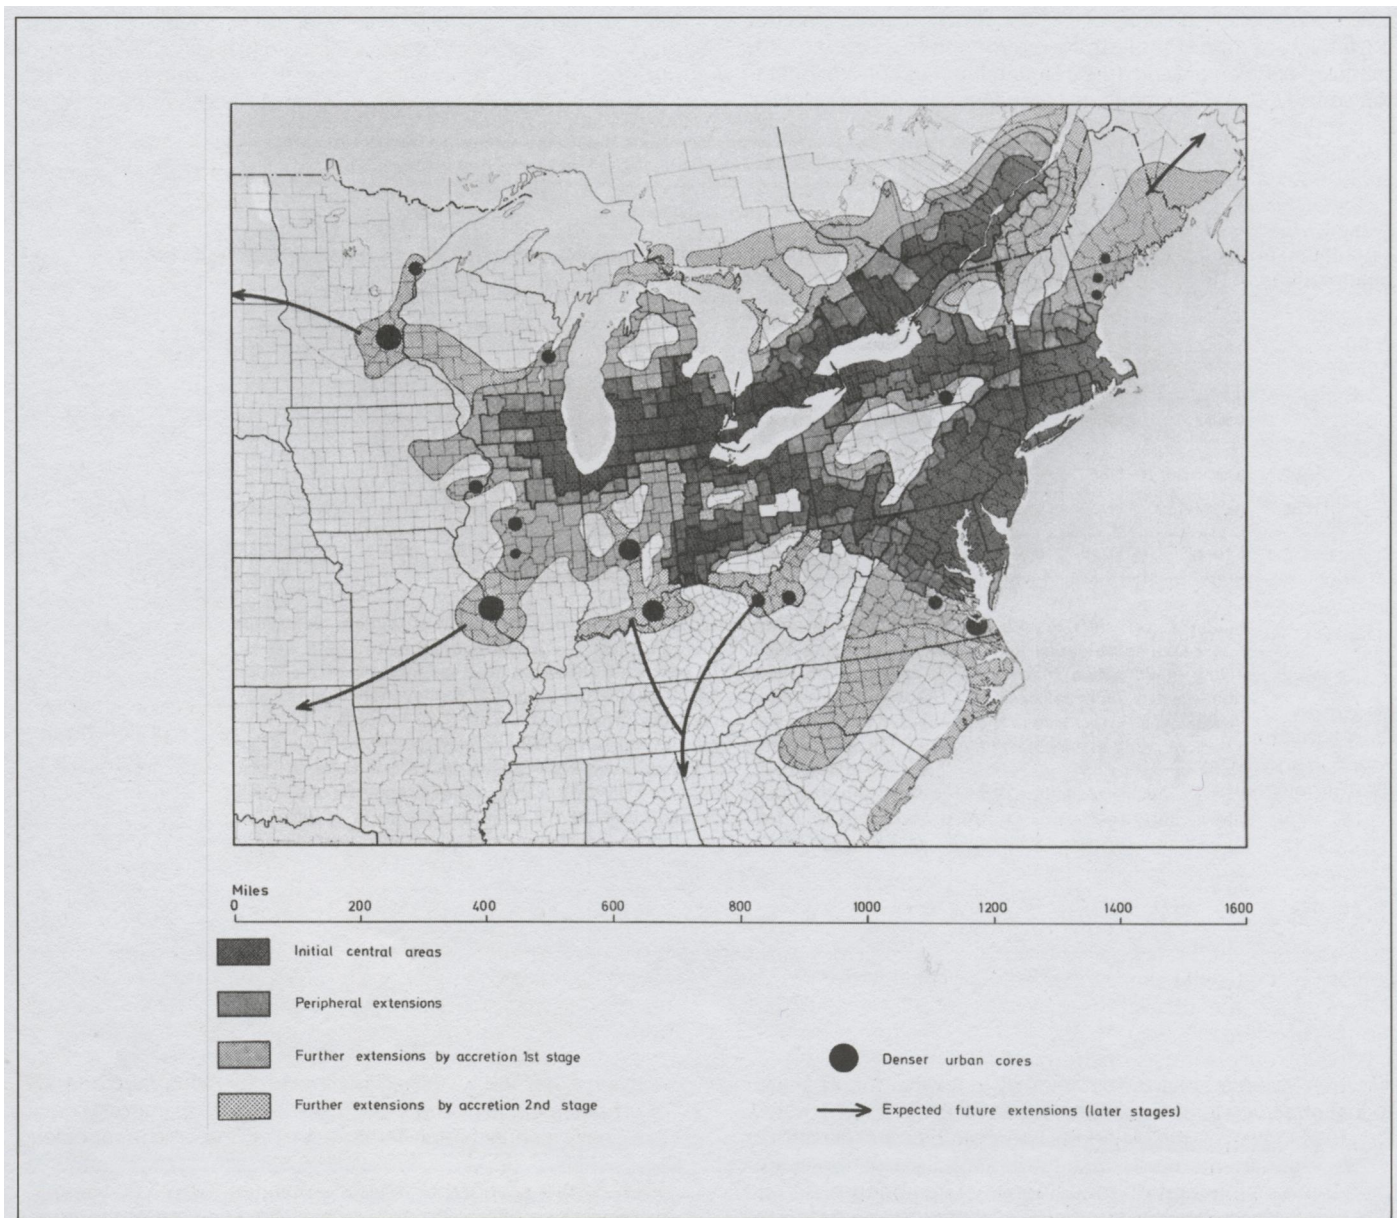 Miles
0 200 400 600 800 1000 1200 1400 1600
Initial central areas
Peripheral extensions
Further extensions by accretion 1st stage
Further extensions by accretion 2nd stage
Denser urban cores
Expected future extensions (later stages)